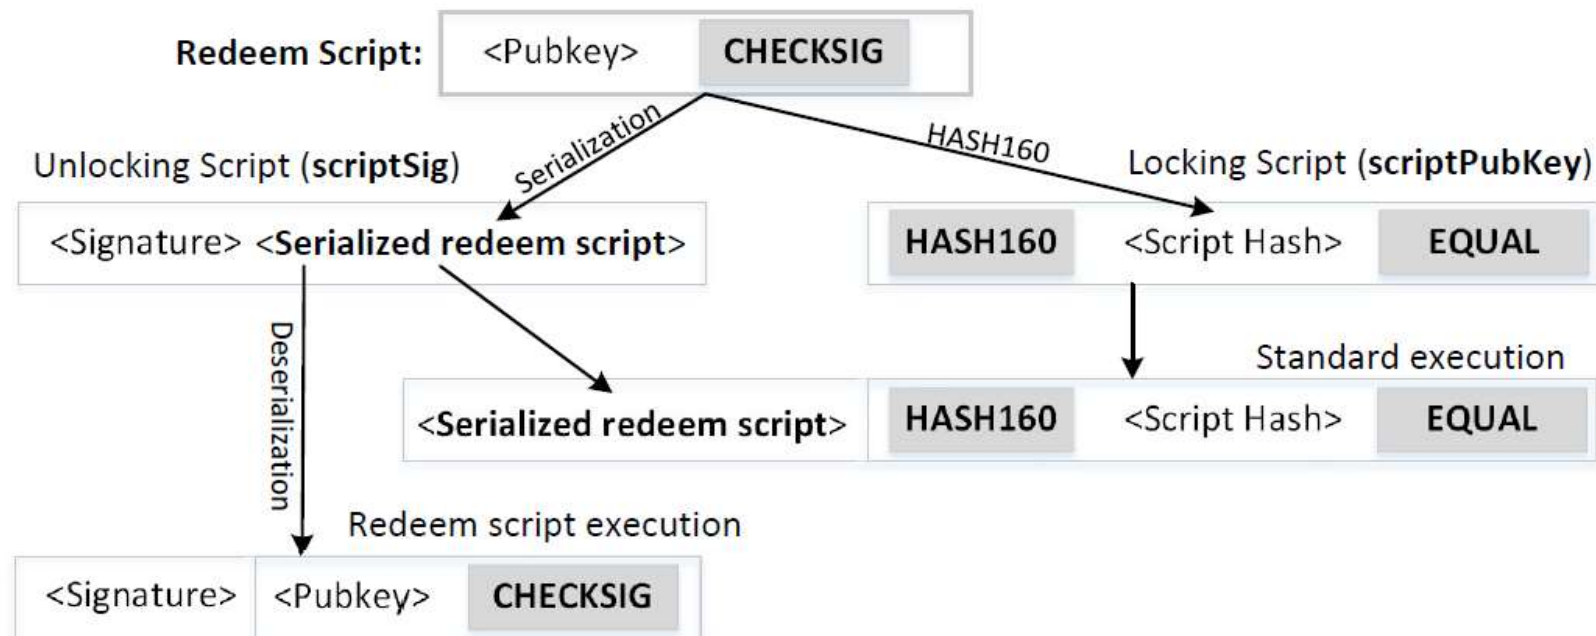 Redeem Script: <Pubkey> CHECKSIG
Serialization
HASH160
Unlocking Script (scriptSig)
Locking Script (scriptPubKey)
<Signature> <Serialized redeem script>
HASH160 <Script Hash> EQUAL
Deserialization
Standard execution
<Serialized redeem script> HASH160 <Script Hash> EQUAL
Redeem script execution
<Signature> <Pubkey> CHECKSIG